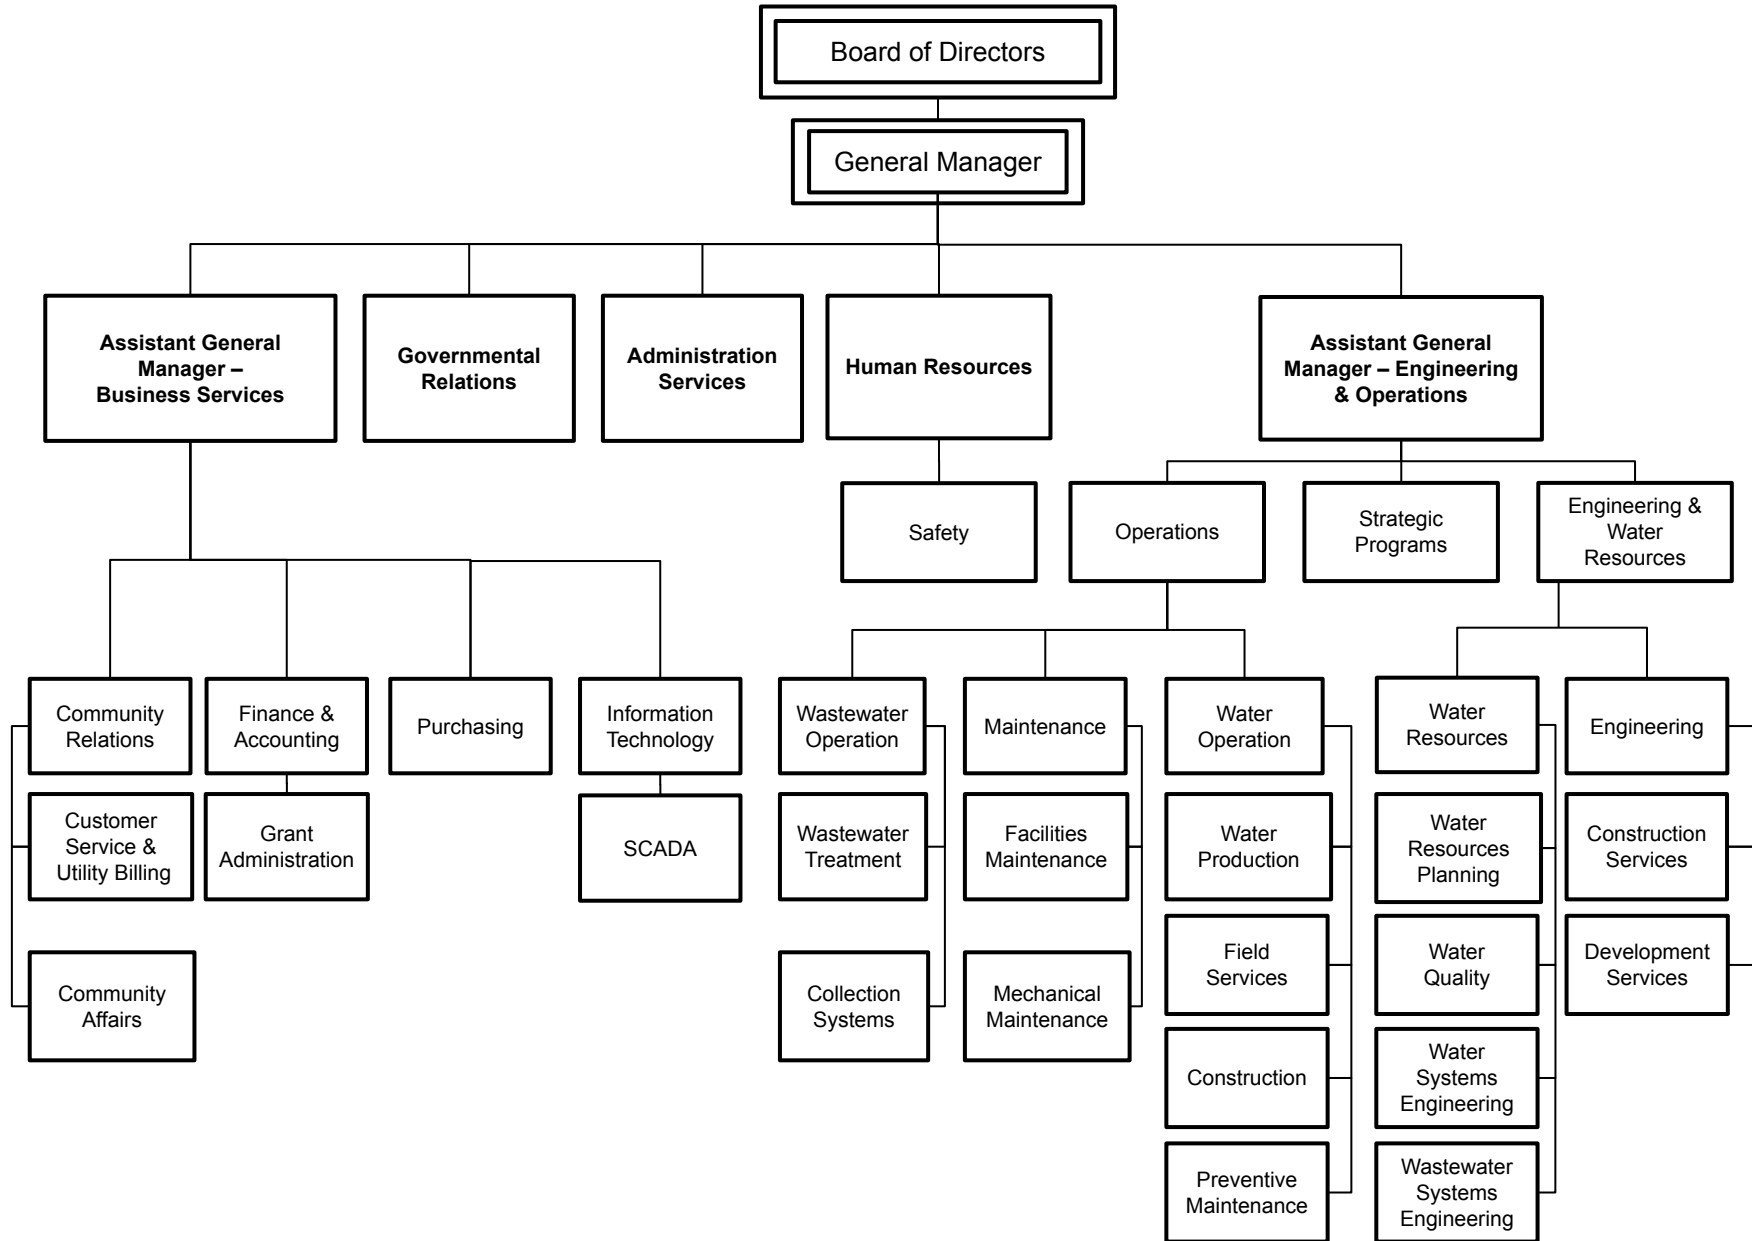 Board of Directors
General Manager
Assistant General
Manager –
Business Services
Governmental
Relations
Administration
Services
Human Resources
Assistant General
Manager – Engineering
& Operations
Safety
Operations
Strategic
Programs
Engineering &
Water
Resources
Community
Relations
Finance &
Accounting
Purchasing
Information
Technology
Wastewater
Operation
Maintenance
Water
Operation
Water
Resources
Engineering
Customer
Service &
Utility Billing
Grant
Administration
SCADA
Wastewater
Treatment
Facilities
Maintenance
Water
Production
Water
Resources
Planning
Construction
Services
Community
Affairs
Collection
Systems
Mechanical
Maintenance
Field
Services
Water
Quality
Development
Services
Construction
Water
Systems
Engineering
Preventive
Maintenance
Wastewater
Systems
Engineering